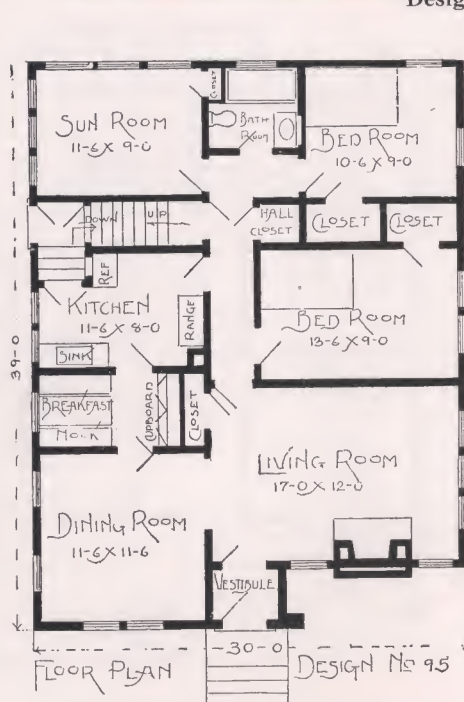 Desig
SUN ROOM
11-6 X 9-0
CLOSET
BATH
ROOM
BED ROOM
10-6 X 9-0
DOWN
UP
HALL
CLOSET
CLOSET
CLOSET
REF
KITCHEN
11-6 X 8-0
RANGE
SINK
BED ROOM
13-6 X 9-0
39-0
BREAKFAST
NOOK
CUPBOARD
CLOSET
LIVING ROOM
17-0 X 12-0
DINING ROOM
11-6 X 11-6
VESTIBULE
30-0
FLOOR PLAN
DESIGN No 95